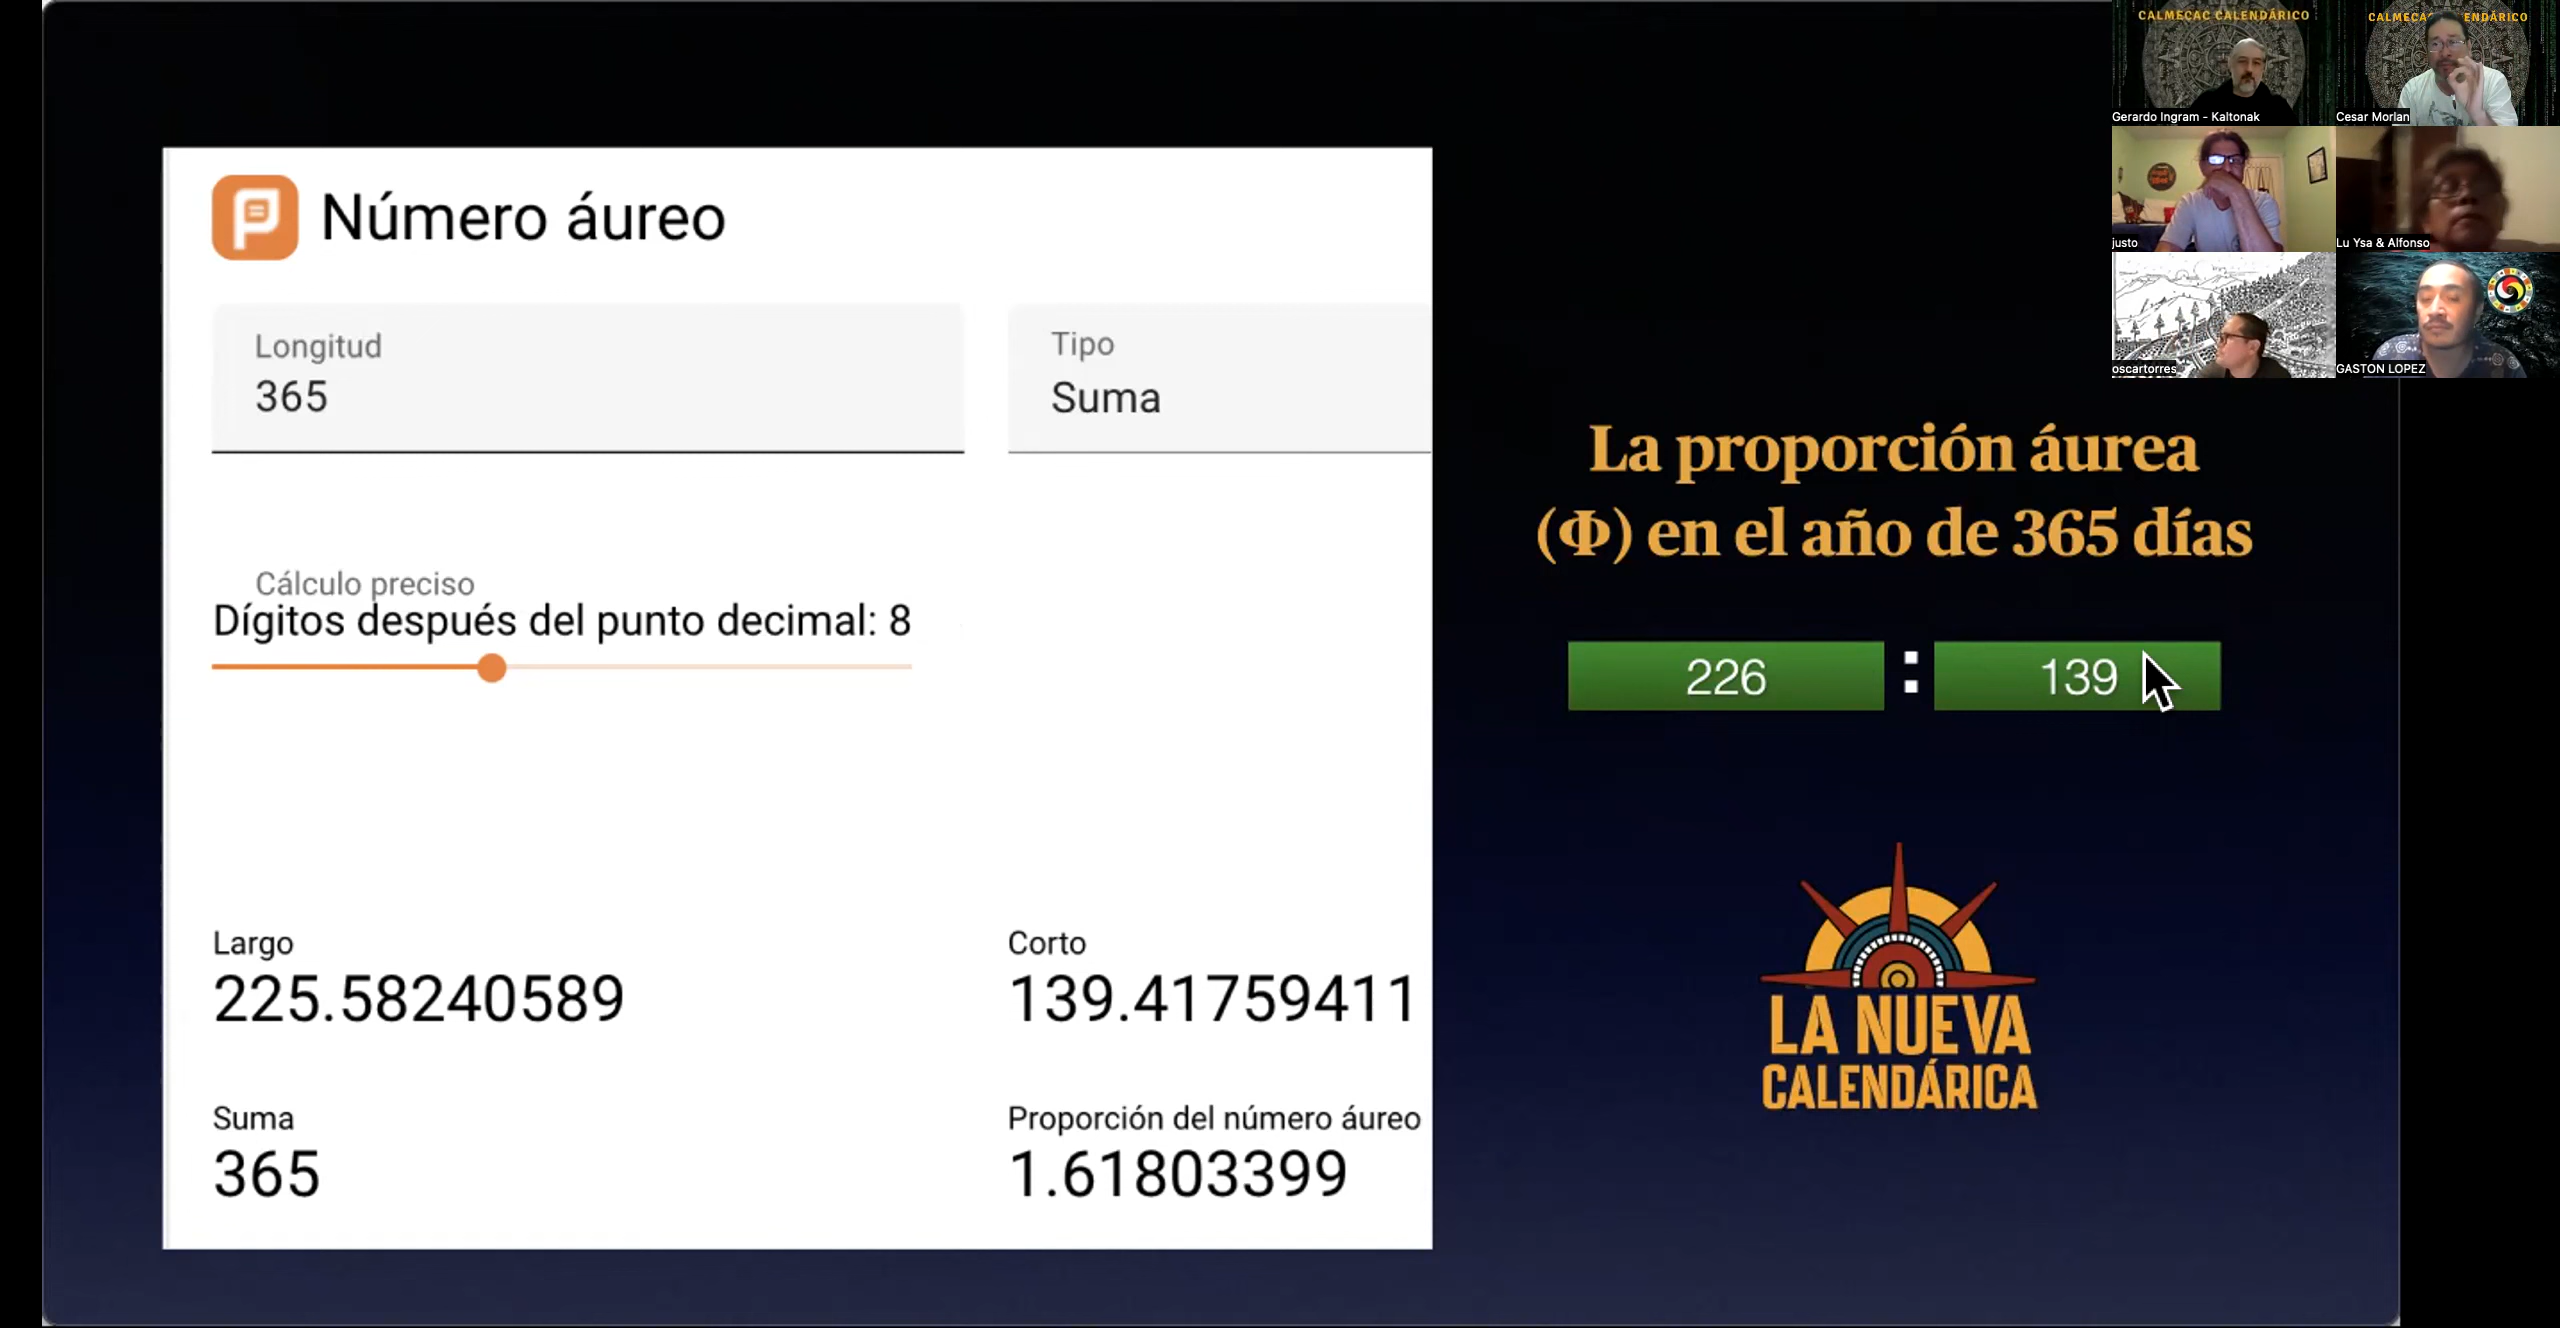 Número áureo
Longitud
365
Tipo
Suma
Cálculo preciso
Dígitos después del punto decimal: 8
Largo
225.58240589
Corto
139.41759411
Suma
365
Proporción del número áureo
1.61803399
La proporción áurea
(Φ) en el año de 365 días
226 : 139
LA NUEVA
CALENDÁRICA
CALMECAC CALENDÁRICO
Gerardo Ingram - Kaltonak
CALMECAC ENDÁRICO
Cesar Morlan
justo
Lu Ysa & Alfonso
oscartorres
GASTON LOPEZ